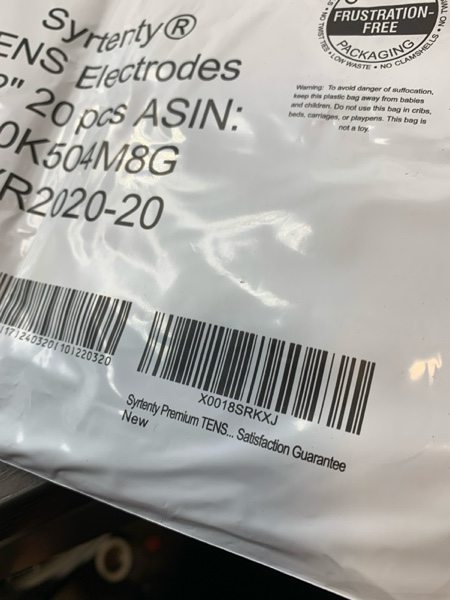 Syrtenty®
ENS Electrodes
2" 20 pcs ASIN:
0K504M8G
R2020-20
FRUSTRATION-
FREE
PACKAGING
• LOW WASTE • NO CLAMSHELLS •
Warning: To avoid danger of suffocation,
keep this plastic bag away from babies
and children. Do not use this bag in cribs,
beds, carriages, or playpens. This bag is
not a toy.
X0018SRKXJ
Syrtenty Premium TENS... Satisfaction Guarantee
New